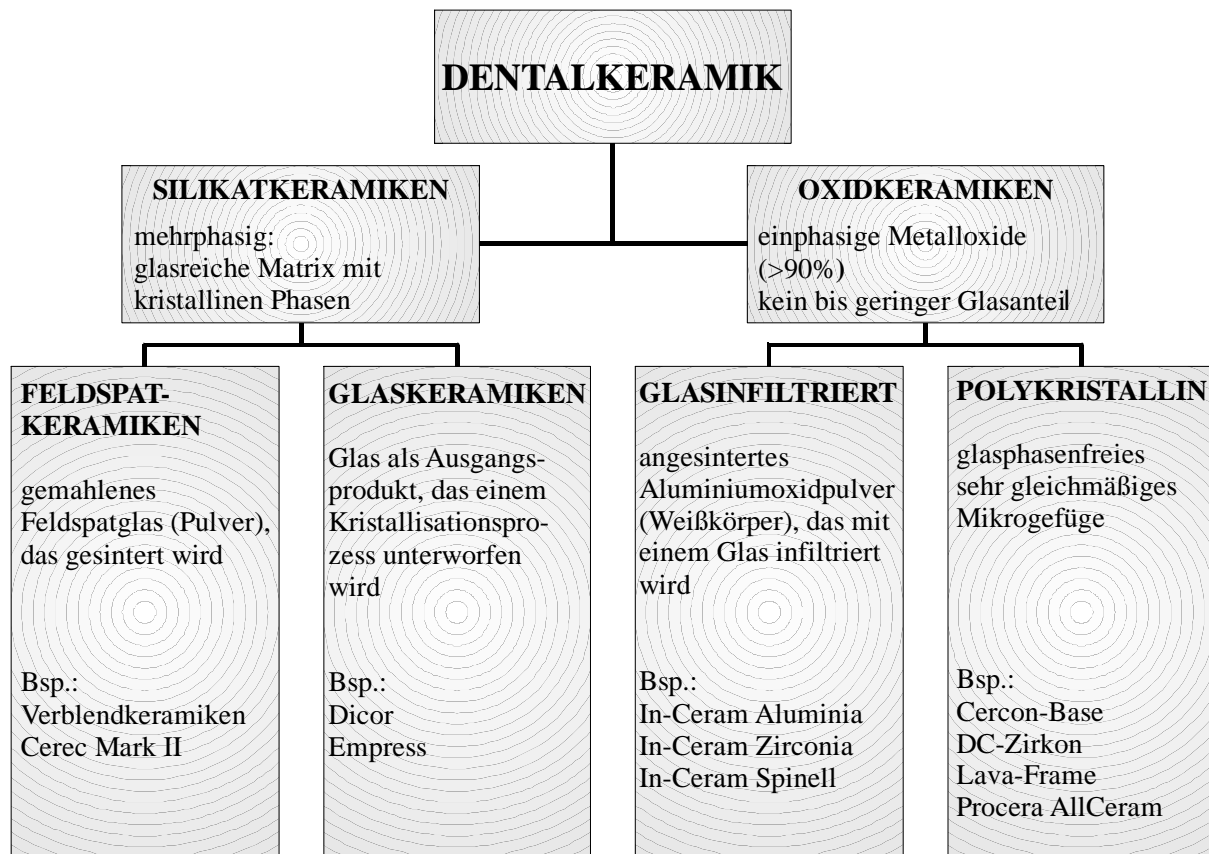 DENTALKERAMIK
SILIKATKERAMIKEN
mehrphasig:
glasreiche Matrix mit
kristallinen Phasen
OXIDKERAMIKEN
einphasige Metalloxide
(>90%)
kein bis geringer Glasanteil
FELDSPAT-
KERAMIKEN
gemahlenes
Feldspatglas (Pulver),
das gesintert wird
Bsp.:
Verblendkeramiken
Cerec Mark II
GLASKERAMIKEN
Glas als Ausgangs-
produkt, das einem
Kristallisationspro-
zess unterworfen
wird
Bsp.:
Dicor
Empress
GLASINFILTRIERT
angesintertes
Aluminiumoxidpulver
(Weißkörper), das mit
einem Glas infiltriert
wird
Bsp.:
In-Ceram Aluminia
In-Ceram Zirconia
In-Ceram Spinell
POLYKRISTALLIN
glasphasenfreies
sehr gleichmäßiges
Mikrogefüge
Bsp.:
Cercon-Base
DC-Zirkon
Lava-Frame
Procera AllCeram